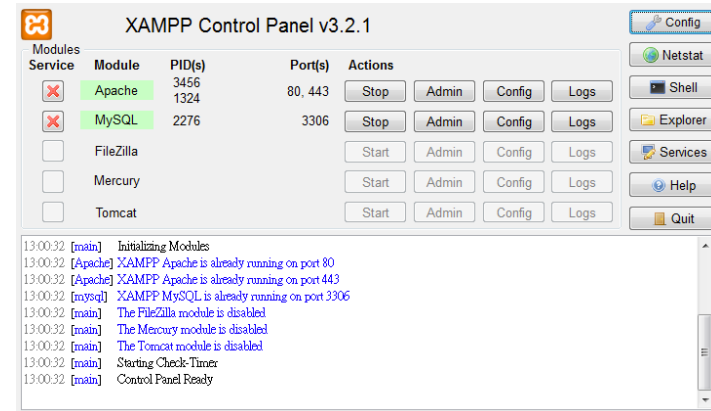 XAMPP Control Panel v3.2.1
Config
Modules
Service Module PID(s) Port(s) Actions
Netstat
Apache 3456 1324 80, 443 Stop Admin Config Logs
Shell
MySQL 2276 3306 Stop Admin Config Logs
Explorer
FileZilla Start Admin Config Logs
Services
Mercury Start Admin Config Logs
Help
Tomcat Start Admin Config Logs
Quit
13:00:32 [main] Initializing Modules
13:00:32 [Apache] XAMPP Apache is already running on port 80
13:00:32 [Apache] XAMPP Apache is already running on port 443
13:00:32 [mysql] XAMPP MySQL is already running on port 3306
13:00:32 [main] The FileZilla module is disabled
13:00:32 [main] The Mercury module is disabled
13:00:32 [main] The Tomcat module is disabled
13:00:32 [main] Starting Check-Timer
13:00:32 [main] Control Panel Ready